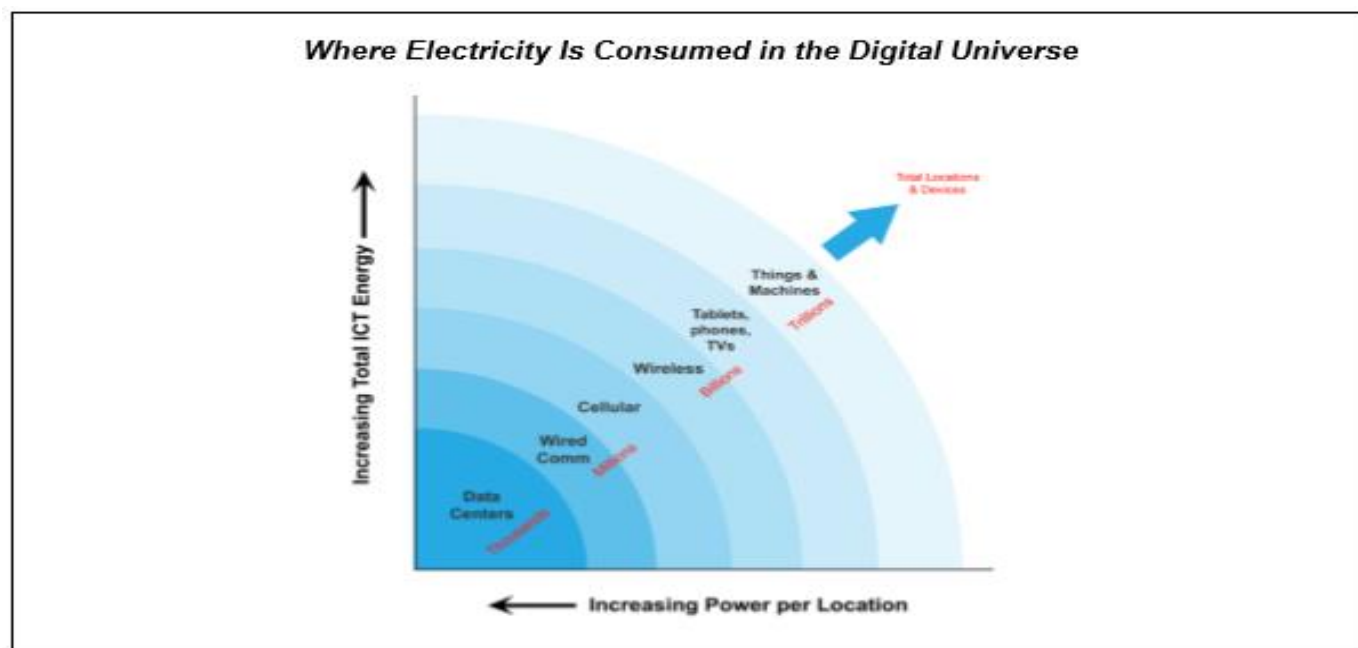 Where Electricity Is Consumed in the Digital Universe
Increasing Total ICT Energy
Total Locations
& Devices
Things &
Machines
Trillions
Tablets,
phones,
TVs
Wireless
Billions
Cellular
Wired
Comm
Millions
Data
Centers
Thousands
Increasing Power per Location